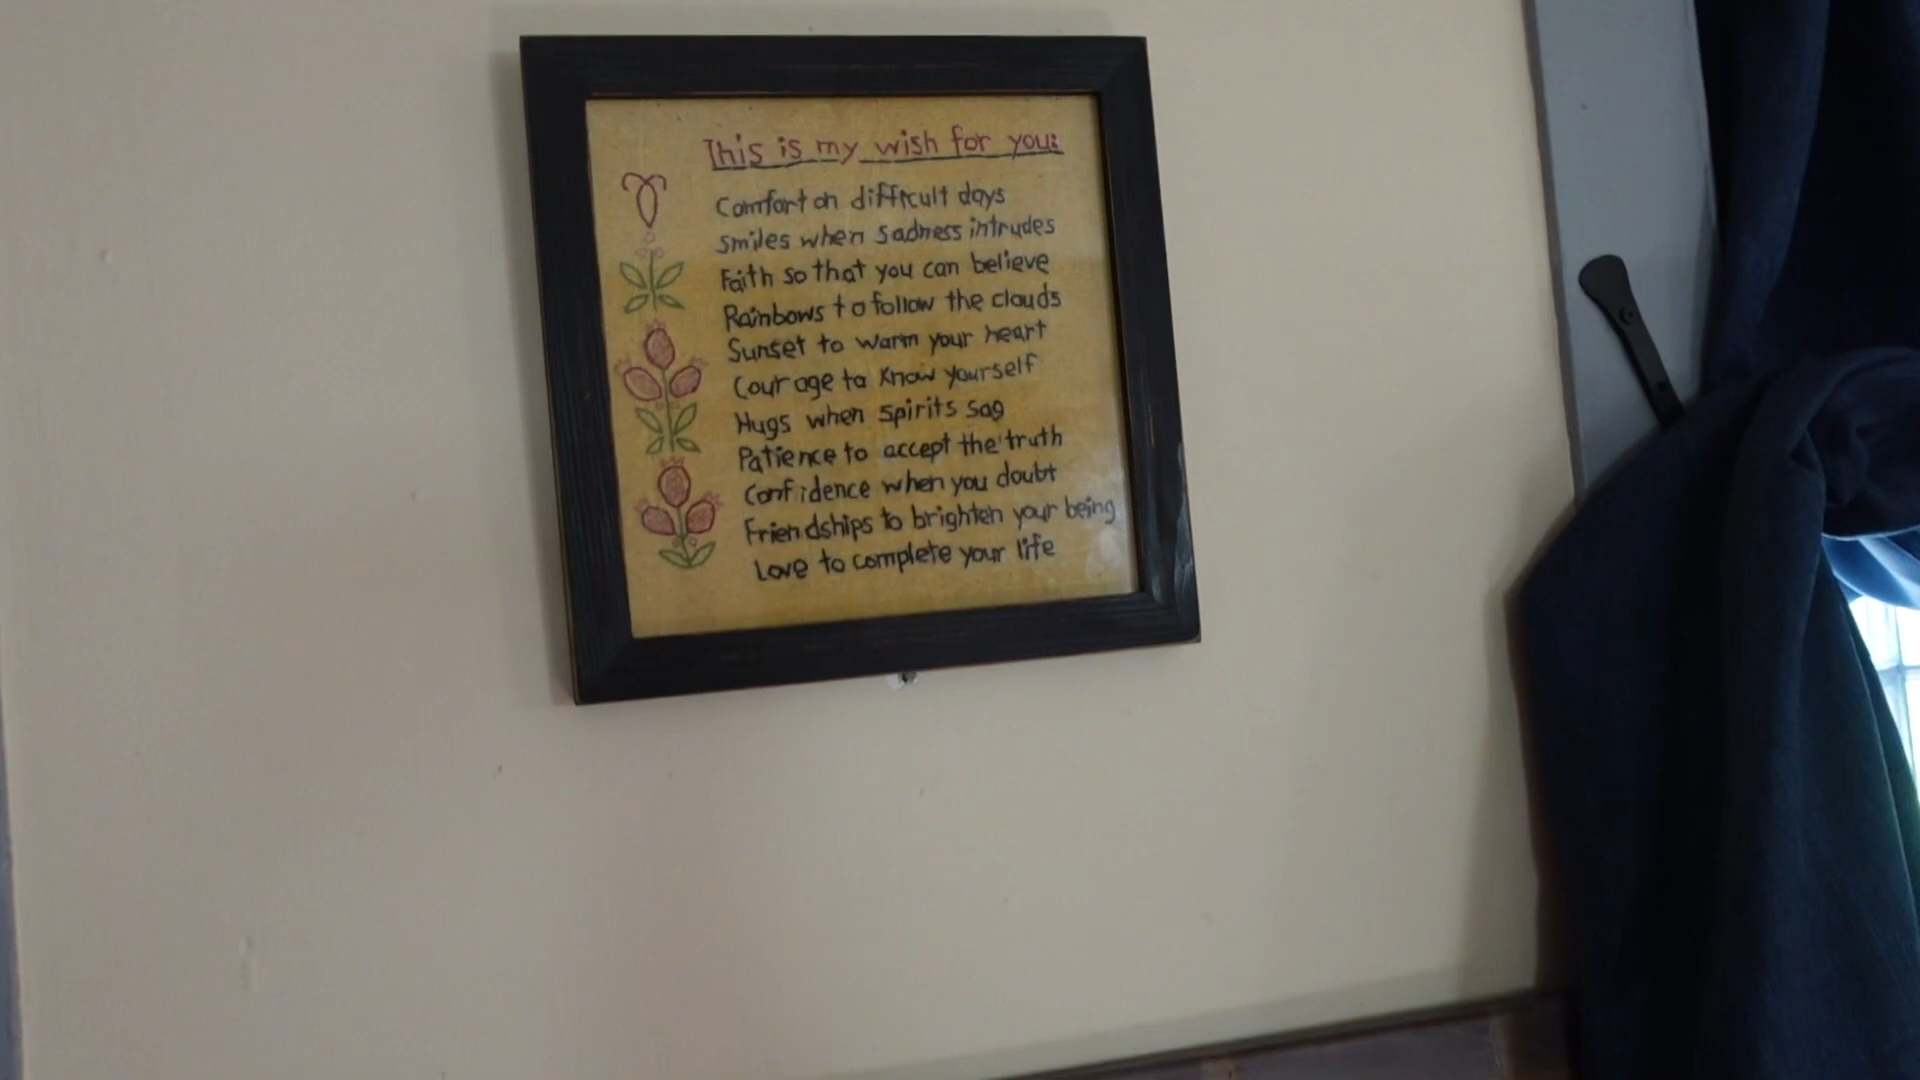 This is my wish for you:
Comfort on difficult days
Smiles when sadness intrudes
Faith so that you can believe
Rainbows to follow the clouds
Sunset to warm your heart
Courage to know yourself
Hugs when spirits sag
Patience to accept the truth
Confidence when you doubt
Friendships to brighten your being
Love to complete your life